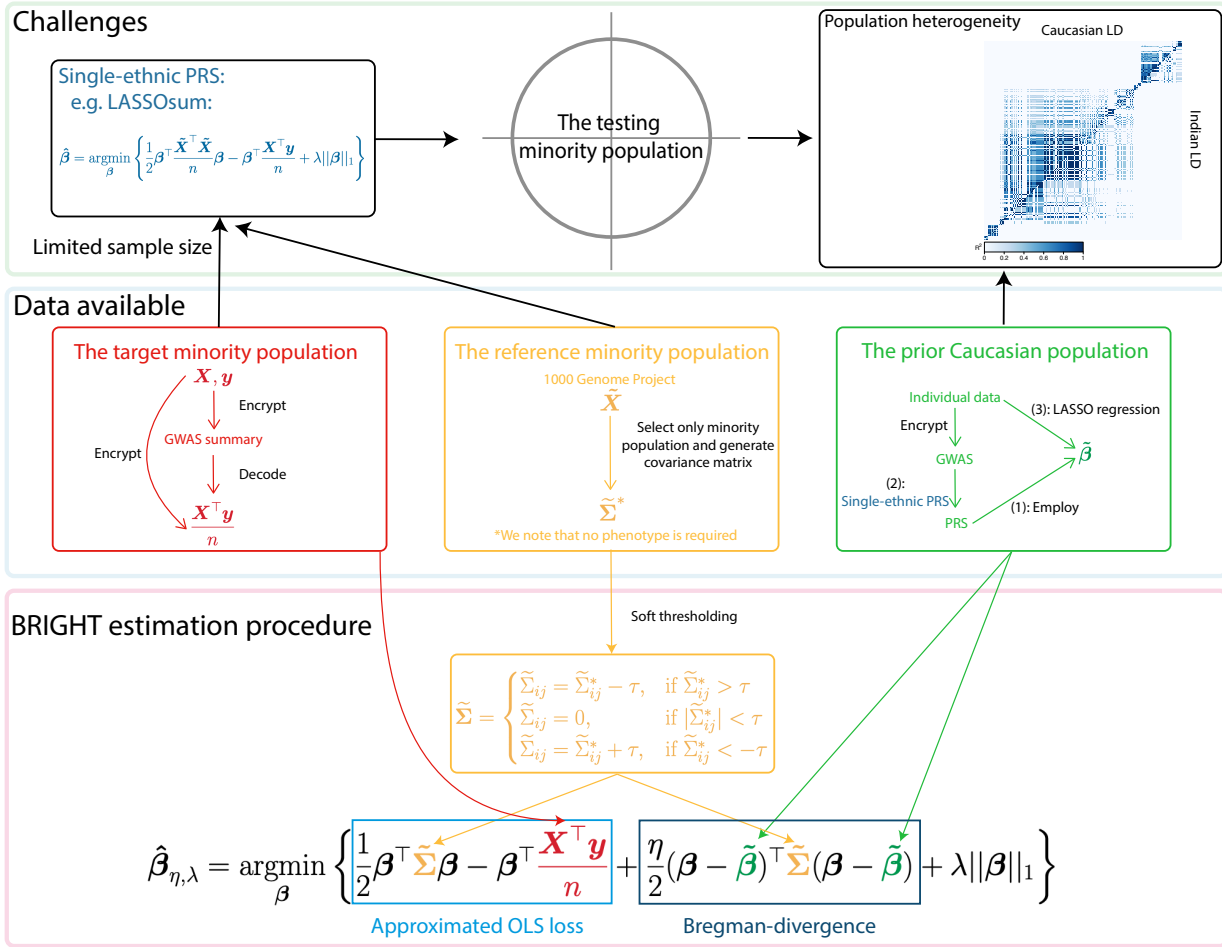 Challenges
Single-ethnic PRS:
e.g. LASSOsum:
β̂ = argmin_β { 1/2 β^⊤ (X̃^⊤ X̃)/n β − β^⊤ (X^⊤ y)/n + λ||β||₁ }
The testing
minority population
Population heterogeneity
Caucasian LD
Indian LD
R²
0 0.2 0.4 0.6 0.8 1
Limited sample size
Data available
The target minority population
X, y
Encrypt
GWAS summary
Encrypt
Decode
X^⊤ y / n
The reference minority population
1000 Genome Project
X̃
Select only minority
population and generate
covariance matrix
Σ̃*
*We note that no phenotype is required
The prior Caucasian population
Individual data
(3): LASSO regression
Encrypt
GWAS
β̃
(2):
Single-ethnic PRS
(1): Employ
PRS
BRIGHT estimation procedure
Soft thresholding
Σ̃ = { Σ̃_ij = Σ̃*_ij − τ, if Σ̃*_ij > τ
Σ̃_ij = 0, if |Σ̃*_ij| < τ
Σ̃_ij = Σ̃*_ij + τ, if Σ̃*_ij < −τ
β̂_η,λ = argmin_β { 1/2 β^⊤ Σ̃ β − β^⊤ (X^⊤ y)/n + η/2 (β − β̃)^⊤ Σ̃ (β − β̃) + λ||β||₁ }
Approximated OLS loss
Bregman-divergence